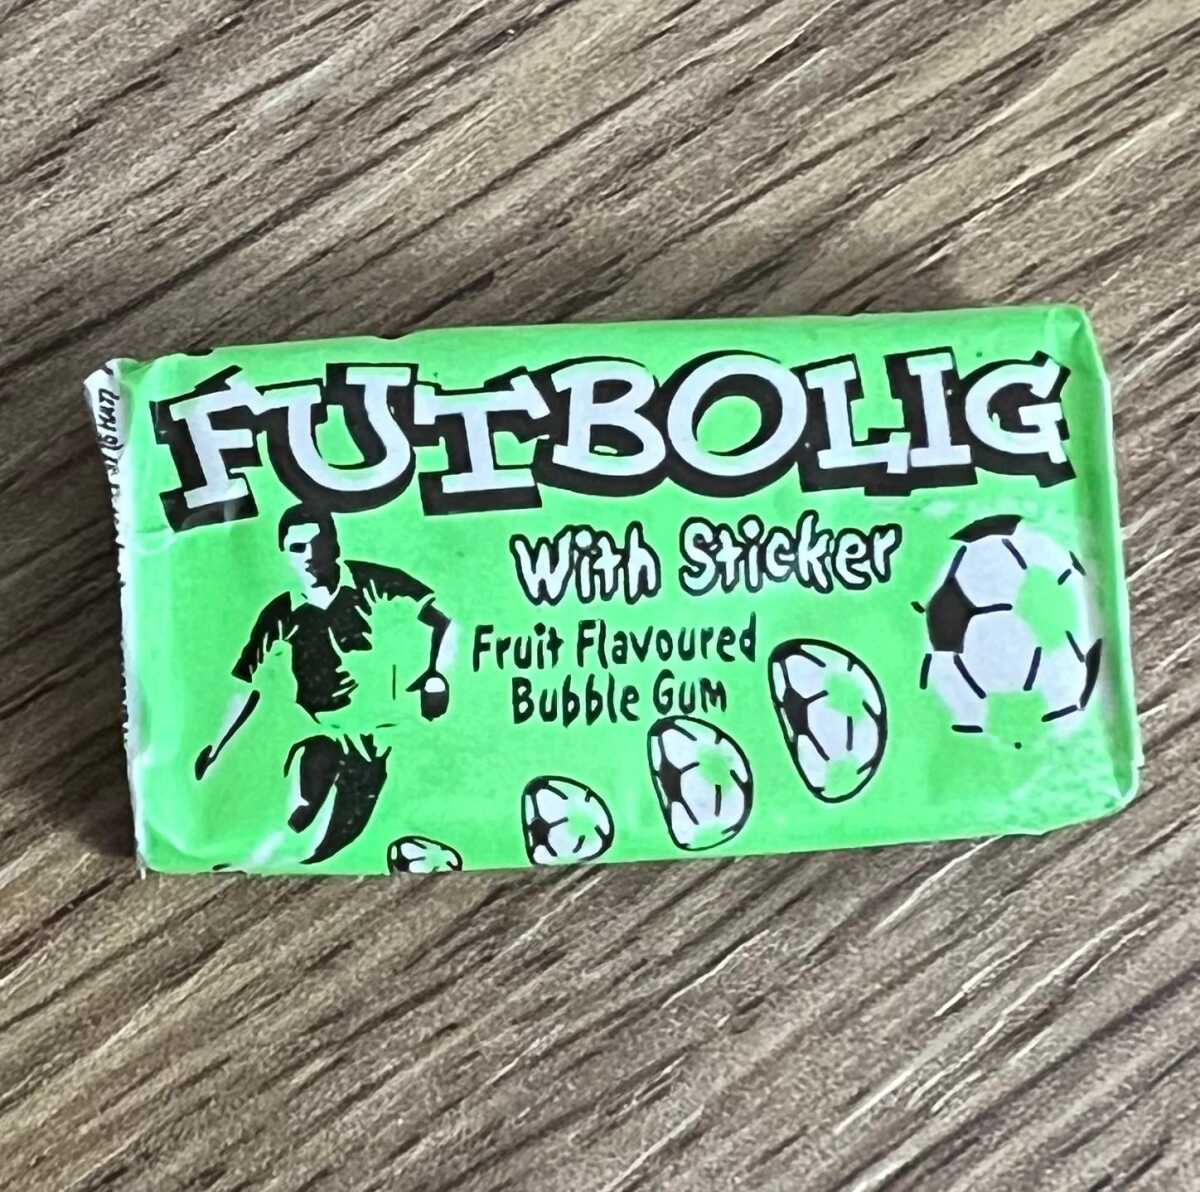 FUTBOLIG
With Sticker
Fruit Flavoured
Bubble Gum